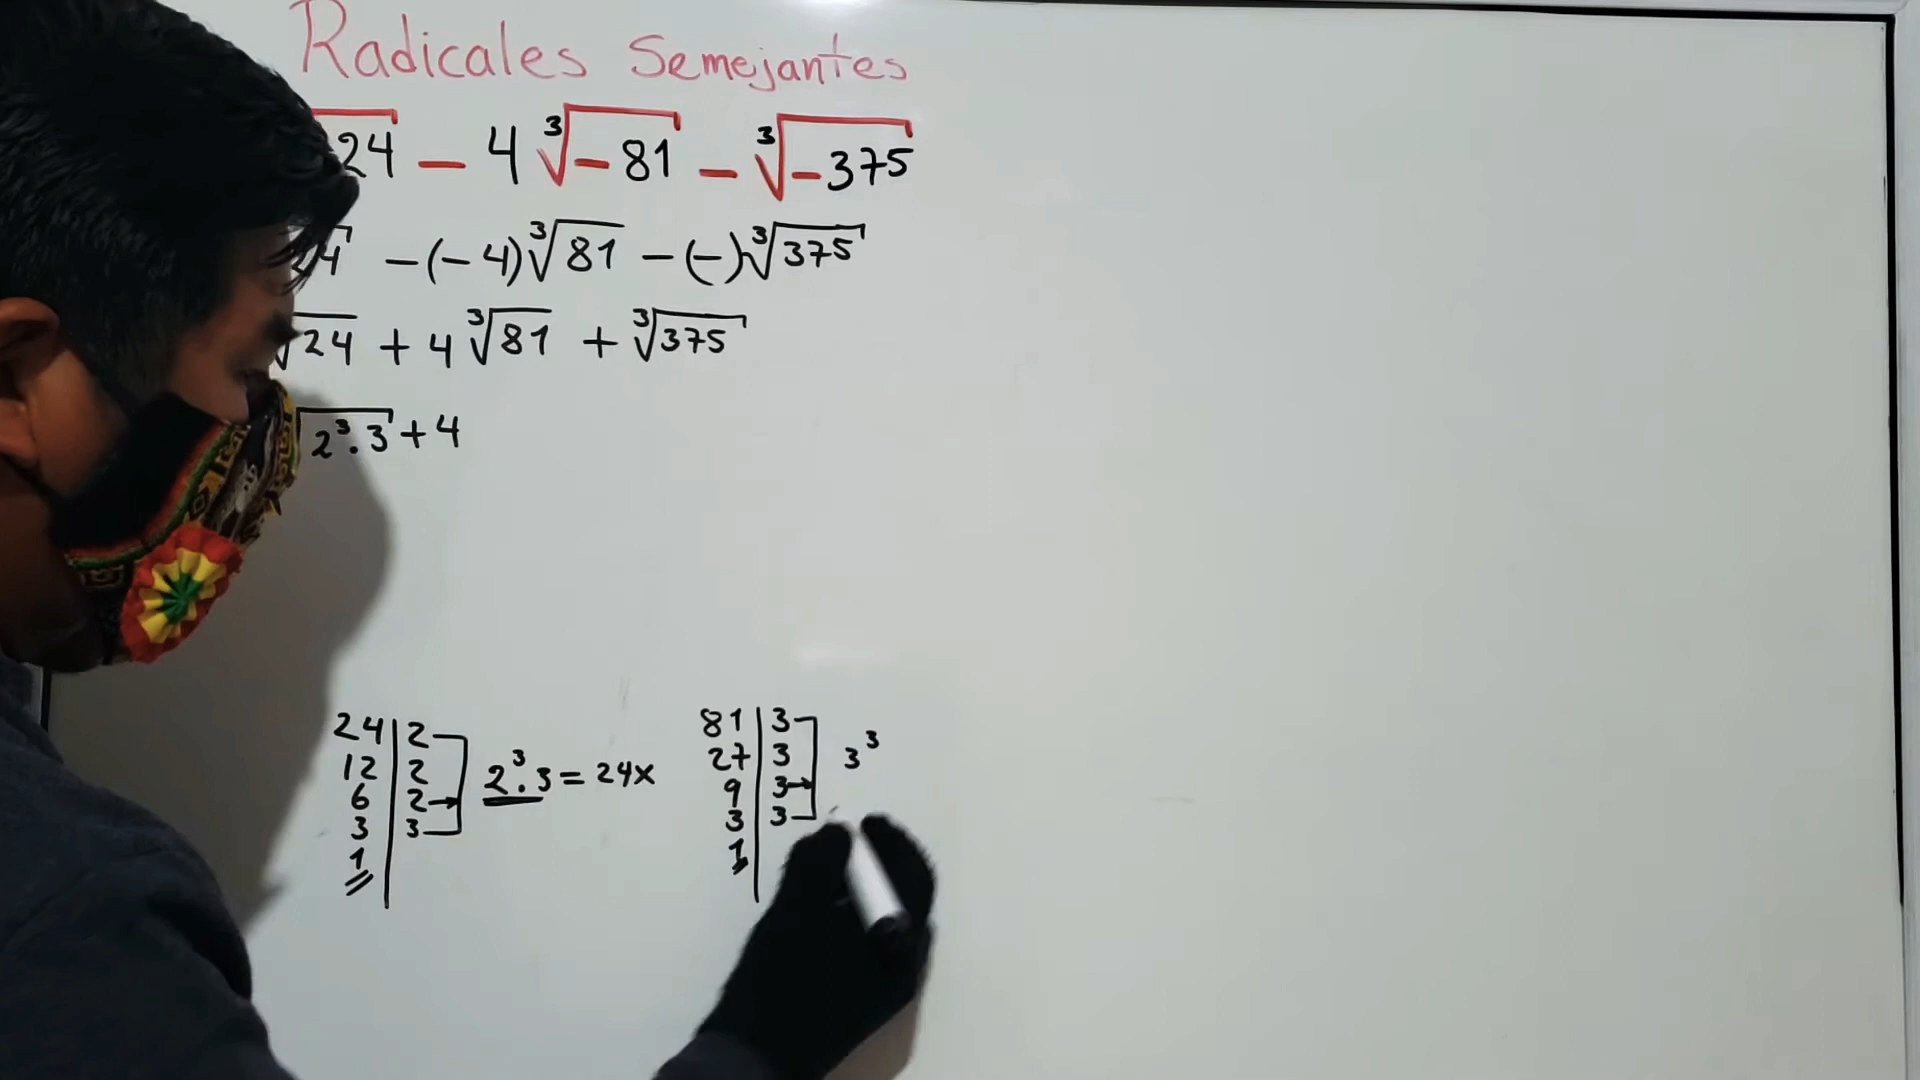 Radicales Semejantes
24 - 4 ∛-81 - ∛-375
4 -(-4)∛81 -(-)∛375
√24 + 4 ∛81 + ∛375
2³.3 + 4
24 | 2
12 | 2
6 | 2
3 | 3
1
2³.3 = 24x
81 | 3
27 | 3
9 | 3
3 | 3
1
3³